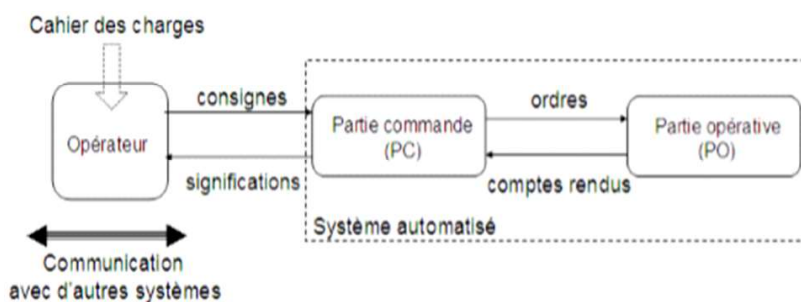 Cahier des charges
Opérateur
consignes
significations
Partie commande
(PC)
ordres
comptes rendus
Partie opérative
(PO)
Système automatisé
Communication
avec d'autres systèmes